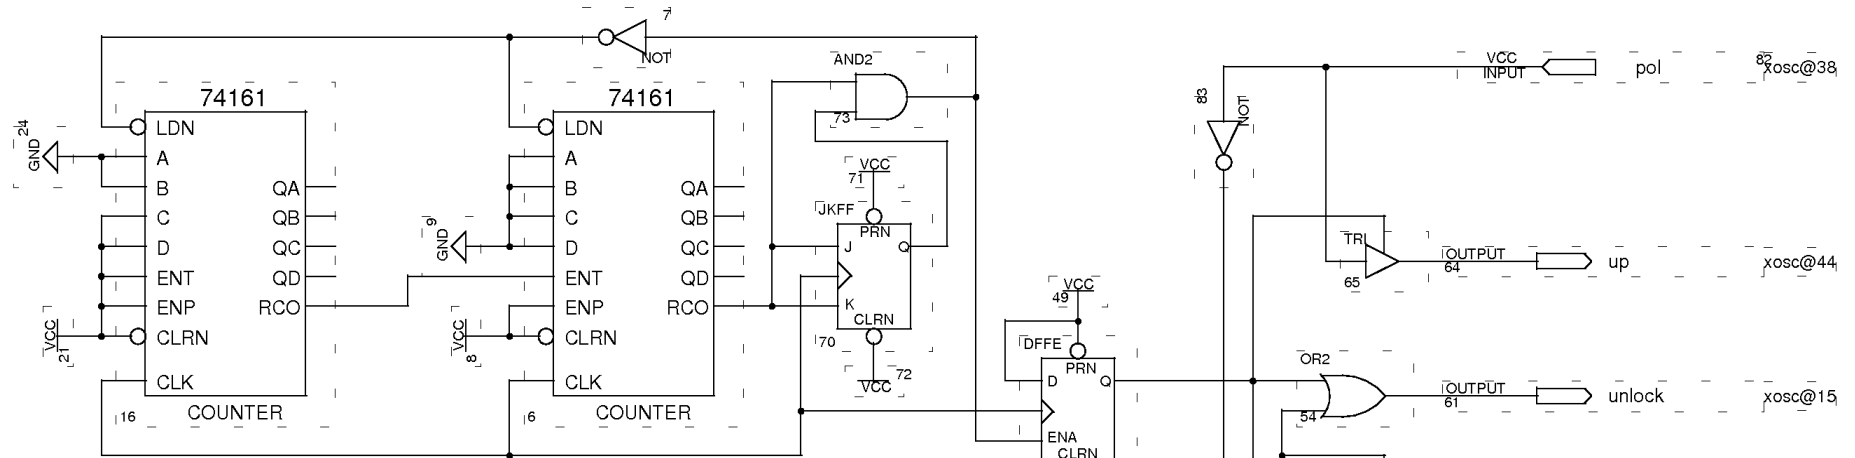 7
NOT
74161
LDN
A
B
C
D
ENT
ENP
CLRN
CLK
QA
QB
QC
QD
RCO
COUNTER
16
GND
24
VCC
21
74161
LDN
A
B
C
D
ENT
ENP
CLRN
CLK
QA
QB
QC
QD
RCO
COUNTER
6
GND
9
VCC
8
AND2
73
VCC
71
JKFF
PRN
J
Q
K
CLRN
70
VCC
72
VCC
49
DFFE
PRN
D
Q
ENA
CLRN
83
NOT
VCC
INPUT
pol
82
xosc@38
TRI
65
OUTPUT
64
up
xosc@44
OR2
54
OUTPUT
61
unlock
xosc@15